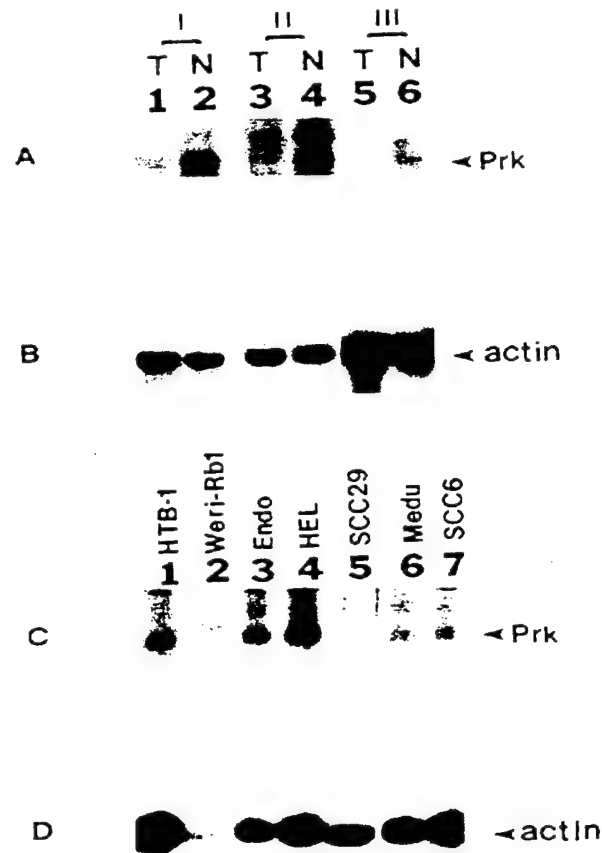 I II III
T N T N T N
1 2 3 4 5 6
A Prk
B actin
HTB-1 Weri-Rb1 Endo HEL SCC29 Medu SCC6
1 2 3 4 5 6 7
C Prk
D actin